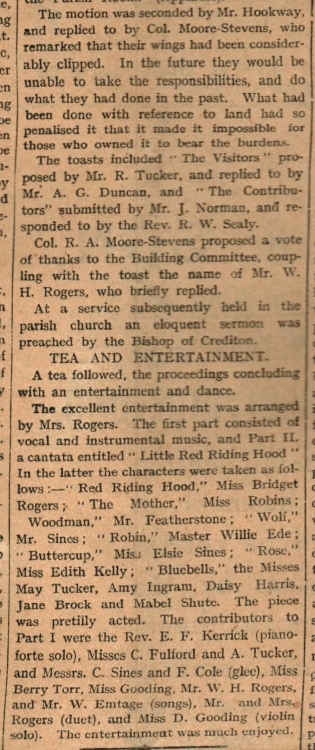 the Parish Room
The motion was seconded by Mr. Hookway,
and replied to by Col. Moore-Stevens, who
remarked that their wings had been consider-
ably clipped. In the future they would be
unable to take the responsibilities, and do
what they had done in the past. What had
been done with reference to land had so
penalised it that it made it impossible for
those who owned it to bear the burdens.
The toasts included "The Visitors" pro-
posed by Mr. R. Tucker, and replied to by
Mr. A. G. Duncan, and "The Contribu-
tors" submitted by Mr. J. Norman, and re-
sponded to by the Rev. R. W. Sealy.
Col. R. A. Moore-Stevens proposed a vote
of thanks to the Building Committee, coup-
ling with the toast the name of Mr. W.
H. Rogers, who briefly replied.
At a service subsequently held in the
parish church an eloquent sermon was
preached by the Bishop of Crediton.
TEA AND ENTERTAINMENT.
A tea followed, the proceedings concluding
with an entertainment and dance.
The excellent entertainment was arranged
by Mrs. Rogers. The first part consisted of
vocal and instrumental music, and Part II.
a cantata entitled "Little Red Riding Hood"
In the latter the characters were taken as fol-
lows:—"Red Riding Hood," Miss Bridget
Rogers; "The Mother," Miss Robins;
Woodman," Mr. Featherstone; "Wolf,"
Mr. Sines; "Robin," Master Willie Ede;
"Buttercup," Miss Elsie Sines; "Rose,"
Miss Edith Kelly; "Bluebells," the Misses
May Tucker, Amy Ingram, Daisy Harris,
Jane Brock and Mabel Shute. The piece
was prettily acted. The contributors to
Part I were the Rev. E. F. Kerrick (piano-
forte solo), Misses C. Fulford and A. Tucker,
and Messrs. C. Sines and F. Cole (glee), Miss
Berry Torr, Miss Gooding, Mr. W. H. Rogers,
and Mr. W. Emtage (songs), Mr. and Mrs.
Rogers (duet), and Miss D. Gooding (violin
solo). The entertainment was much enjoyed.